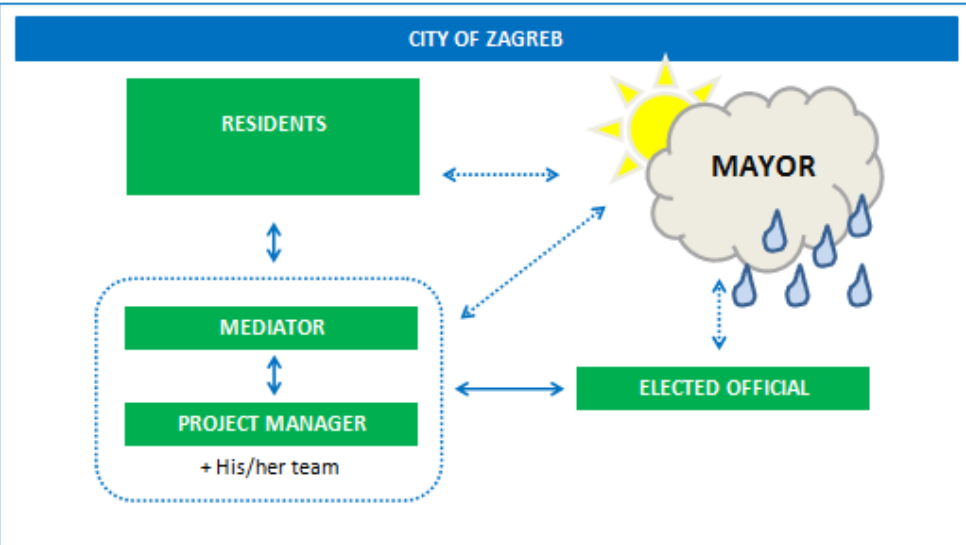 CITY OF ZAGREB
RESIDENTS
MAYOR
MEDIATOR
ELECTED OFFICIAL
PROJECT MANAGER
+ His/her team